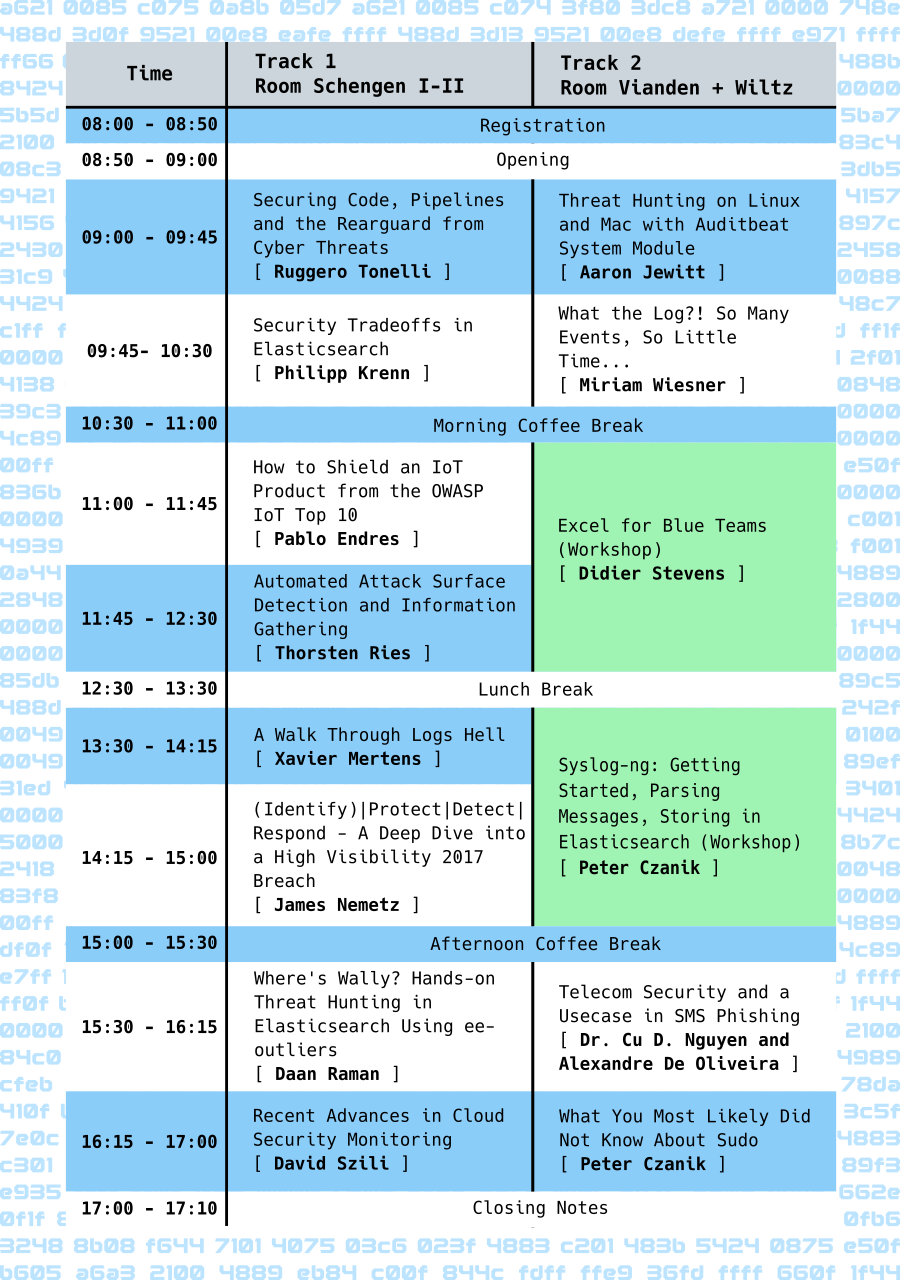 a621 0085 c075 0a8b 05d7 a621 0085 c074 3f80 3dc8 a721 0000 748e
488d 3d0f 9521 00e8 eafe ffff 488d 3d13 9521 00e8 defe ffff e971 ffff
Time
Track 1
Room Schengen I-II
Track 2
Room Vianden + Wiltz
08:00 - 08:50
Registration
08:50 - 09:00
Opening
09:00 - 09:45
Securing Code, Pipelines
and the Rearguard from
Cyber Threats
[ Ruggero Tonelli ]
Threat Hunting on Linux
and Mac with Auditbeat
System Module
[ Aaron Jewitt ]
09:45- 10:30
Security Tradeoffs in
Elasticsearch
[ Philipp Krenn ]
What the Log?! So Many
Events, So Little
Time...
[ Miriam Wiesner ]
10:30 - 11:00
Morning Coffee Break
11:00 - 11:45
How to Shield an IoT
Product from the OWASP
IoT Top 10
[ Pablo Endres ]
Excel for Blue Teams
(Workshop)
[ Didier Stevens ]
11:45 - 12:30
Automated Attack Surface
Detection and Information
Gathering
[ Thorsten Ries ]
12:30 - 13:30
Lunch Break
13:30 - 14:15
A Walk Through Logs Hell
[ Xavier Mertens ]
Syslog-ng: Getting
Started, Parsing
Messages, Storing in
Elasticsearch (Workshop)
[ Peter Czanik ]
14:15 - 15:00
(Identify)|Protect|Detect|
Respond - A Deep Dive into
a High Visibility 2017
Breach
[ James Nemetz ]
15:00 - 15:30
Afternoon Coffee Break
15:30 - 16:15
Where's Wally? Hands-on
Threat Hunting in
Elasticsearch Using ee-
outliers
[ Daan Raman ]
Telecom Security and a
Usecase in SMS Phishing
[ Dr. Cu D. Nguyen and
Alexandre De Oliveira ]
16:15 - 17:00
Recent Advances in Cloud
Security Monitoring
[ David Szili ]
What You Most Likely Did
Not Know About Sudo
[ Peter Czanik ]
17:00 - 17:10
Closing Notes
3248 8b08 f644 7101 4075 03c6 023f 4883 c201 483b 5424 0875 e50f
b605 a6a3 2100 4889 eb84 c00f 844c fdff ffe9 36fd ffff 660f 1f44